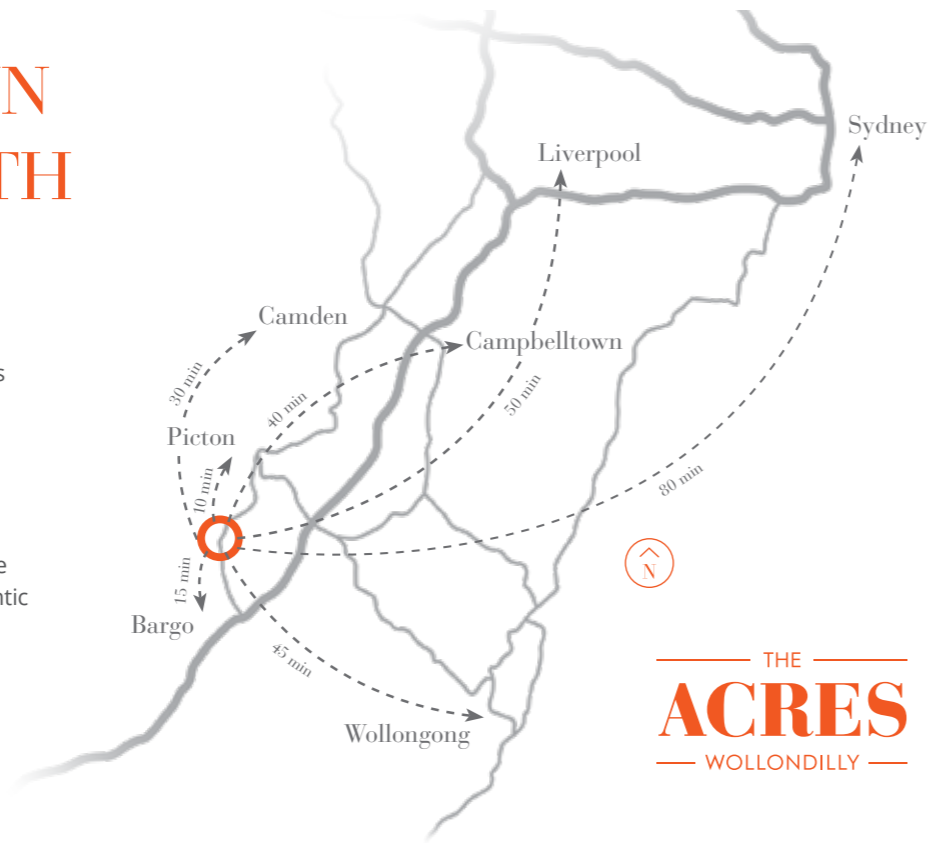 N
TH
s
e
ntic
Sydney
Liverpool
Camden
Campbelltown
30 min
40 min
50 min
Picton
10 min
80 min
15 min
N
Bargo
45 min
Wollongong
THE
ACRES
WOLLONDILLY